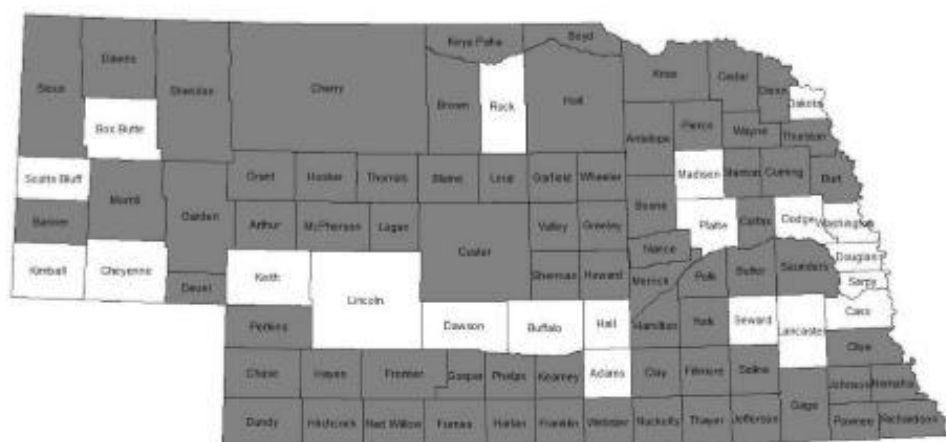 Keya Paha
Boyd
Dawes
Sioux
Sheridan
Cherry
Brown
Rock
Holt
Knox
Cedar
Dixon
Dakota
Box Butte
Antelope
Pierce
Wayne
Thurston
Scotts Bluff
Morrill
Garden
Grant
Hooker
Thomas
Blaine
Loup
Garfield
Wheeler
Madison
Stanton
Cuming
Burt
Banner
Arthur
McPherson
Logan
Custer
Valley
Greeley
Boone
Platte
Colfax
Dodge
Washington
Nance
Kimball
Cheyenne
Deuel
Keith
Lincoln
Sherman
Howard
Merrick
Polk
Butler
Saunders
Douglas
Sarpy
Perkins
Dawson
Buffalo
Hall
Hamilton
York
Seward
Lancaster
Cass
Otoe
Chase
Hayes
Frontier
Gosper
Phelps
Kearney
Adams
Clay
Fillmore
Saline
Gage
Johnson
Nemaha
Dundy
Hitchcock
Red Willow
Furnas
Harlan
Franklin
Webster
Nuckolls
Thayer
Jefferson
Pawnee
Richardson